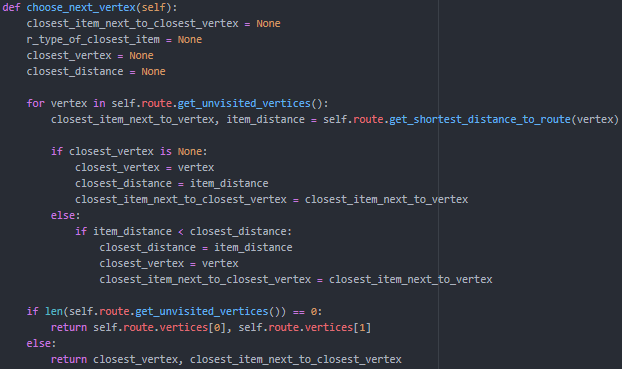 def choose_next_vertex(self):
    closest_item_next_to_closest_vertex = None
    r_type_of_closest_item = None
    closest_vertex = None
    closest_distance = None

    for vertex in self.route.get_unvisited_vertices():
        closest_item_next_to_vertex, item_distance = self.route.get_shortest_distance_to_route(vertex)

        if closest_vertex is None:
            closest_vertex = vertex
            closest_distance = item_distance
            closest_item_next_to_closest_vertex = closest_item_next_to_vertex
        else:
            if item_distance < closest_distance:
                closest_distance = item_distance
                closest_vertex = vertex
                closest_item_next_to_closest_vertex = closest_item_next_to_vertex

    if len(self.route.get_unvisited_vertices()) == 0:
        return self.route.vertices[0], self.route.vertices[1]
    else:
        return closest_vertex, closest_item_next_to_closest_vertex